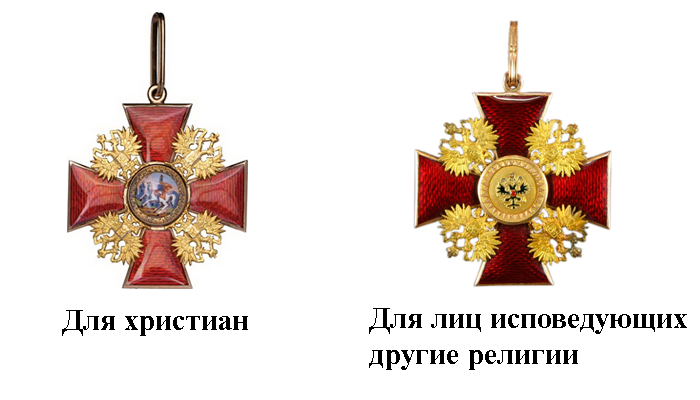 Для христиан
Для лиц исповедующих
другие религии